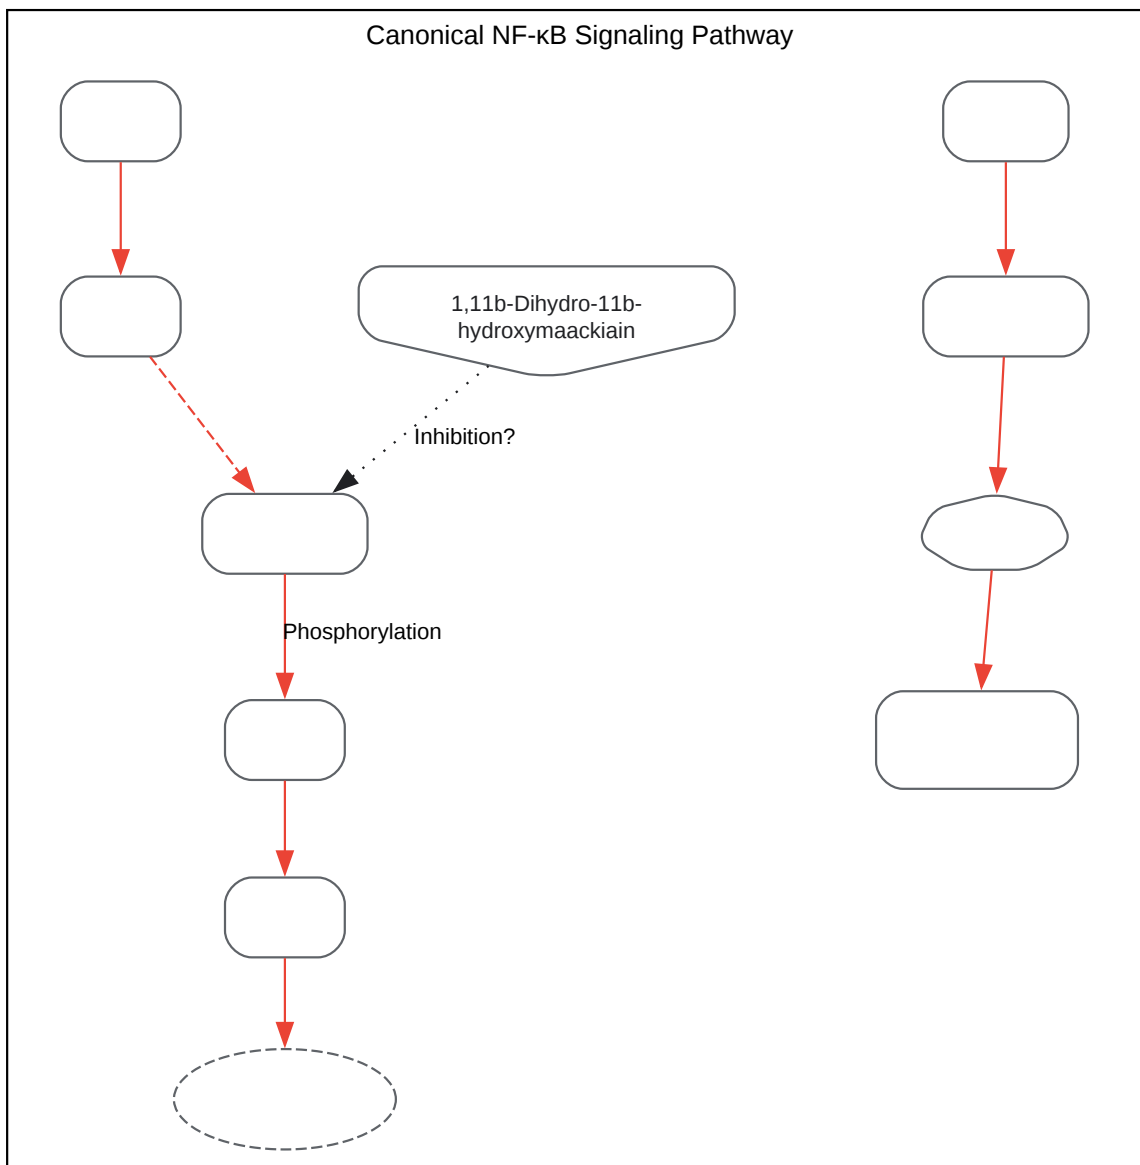 Canonical NF-κB Signaling Pathway
1,11b-Dihydro-11b-
hydroxymaackiain
Inhibition?
Phosphorylation